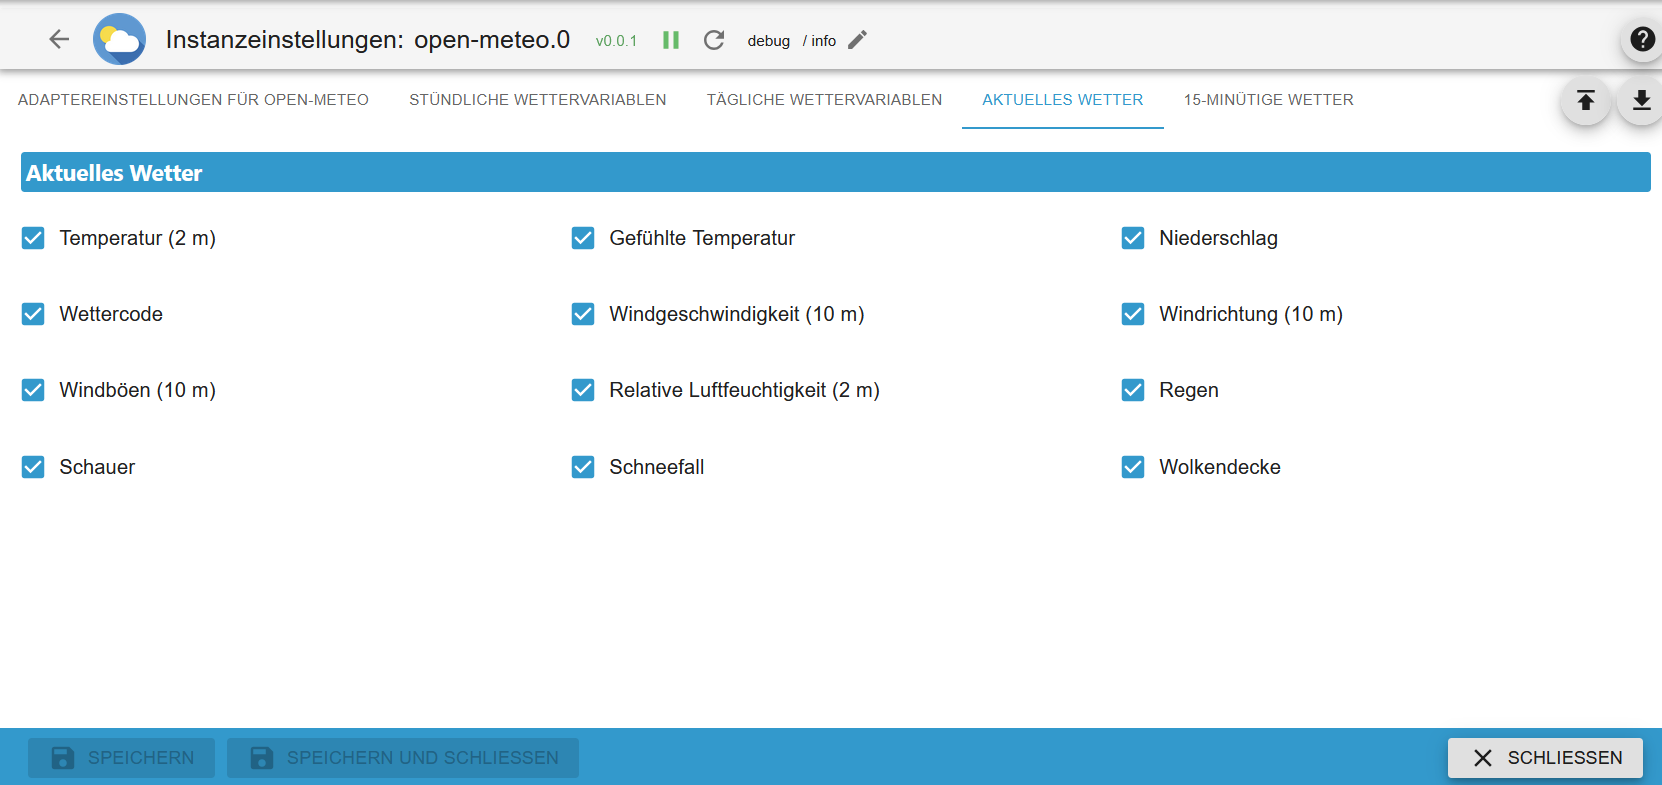 Instanzeinstellungen: open-meteo.0 v0.0.1 debug / info
ADAPTEREINSTELLUNGEN FÜR OPEN-METEO STÜNDLICHE WETTERVARIABLEN TÄGLICHE WETTERVARIABLEN AKTUELLES WETTER 15-MINÜTIGE WETTER
Aktuelles Wetter
Temperatur (2 m) Gefühlte Temperatur Niederschlag
Wettercode Windgeschwindigkeit (10 m) Windrichtung (10 m)
Windböen (10 m) Relative Luftfeuchtigkeit (2 m) Regen
Schauer Schneefall Wolkendecke
SPEICHERN SPEICHERN UND SCHLIESSEN SCHLIESSEN